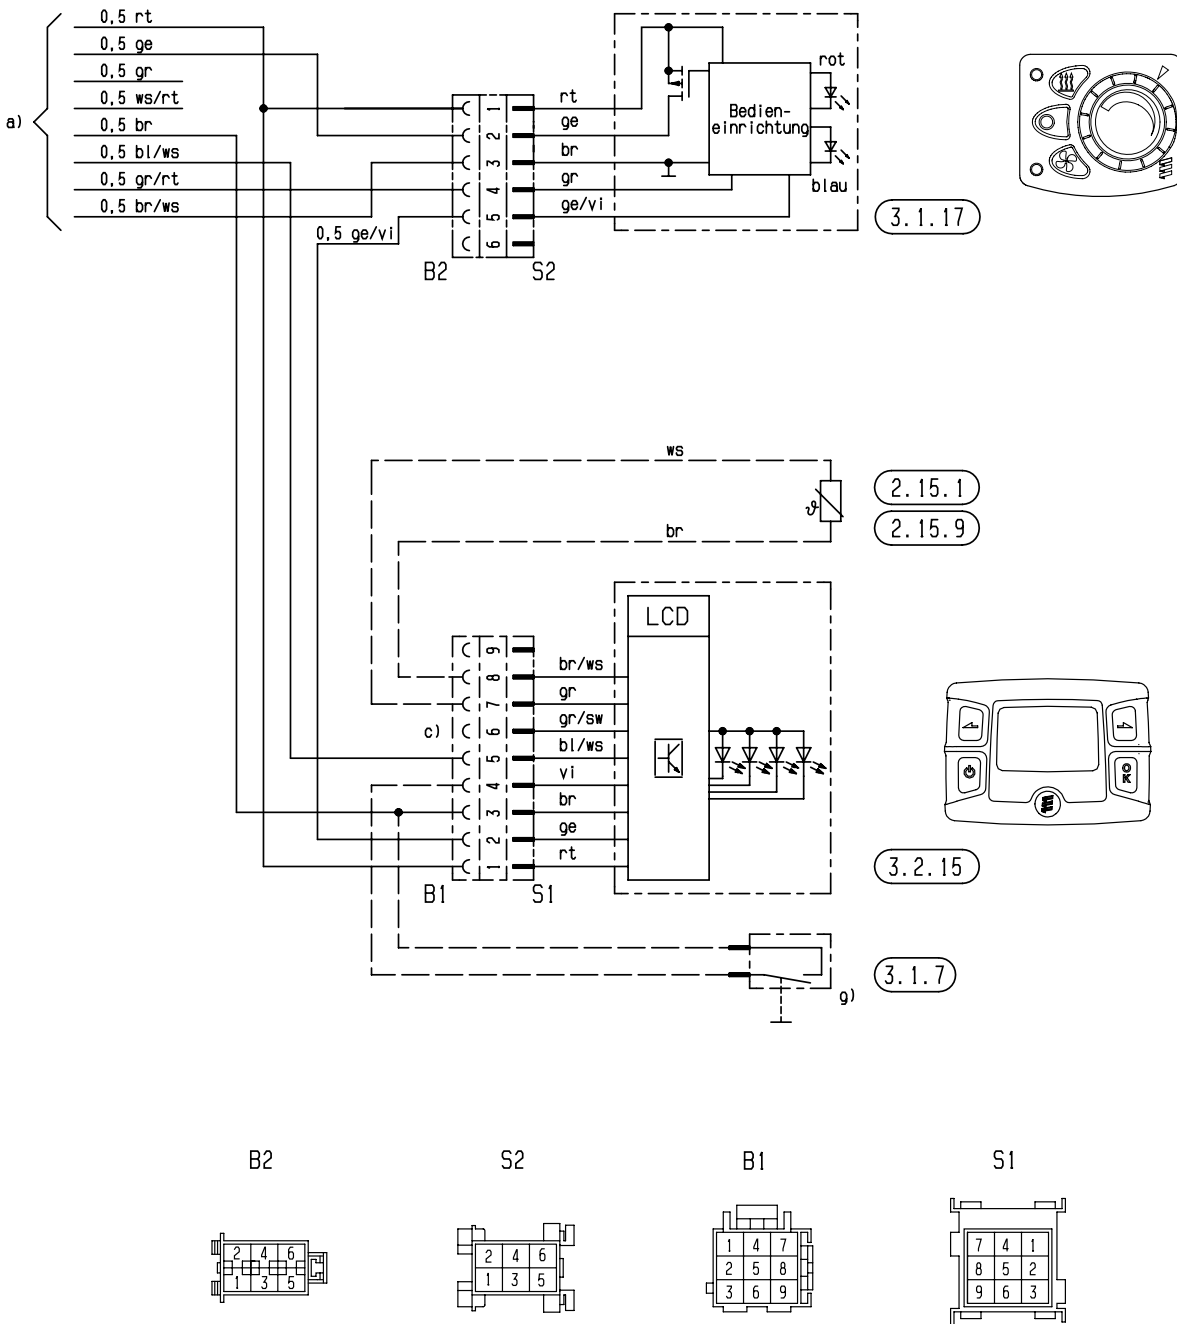 0,5 rt
0,5 ge
0,5 gr
0,5 ws/rt
0,5 br
0,5 bl/ws
0,5 gr/rt
0,5 br/ws
a)
0,5 ge/vi
1
2
3
4
5
6
B2
S2
rt
ge
br
gr
ge/vi
Bedien-
einrichtung
rot
blau
3.1.17
ws
br
2.15.1
2.15.9
LCD
9
8
7
6
5
4
3
2
1
c)
br/ws
gr
gr/sw
bl/ws
vi
br
ge
rt
B1
S1
OK
3.2.15
3.1.7
g)
B2
S2
B1
S1
2 4 6
1 3 5
2 4 6
1 3 5
1 4 7
2 5 8
3 6 9
7 4 1
8 5 2
9 6 3